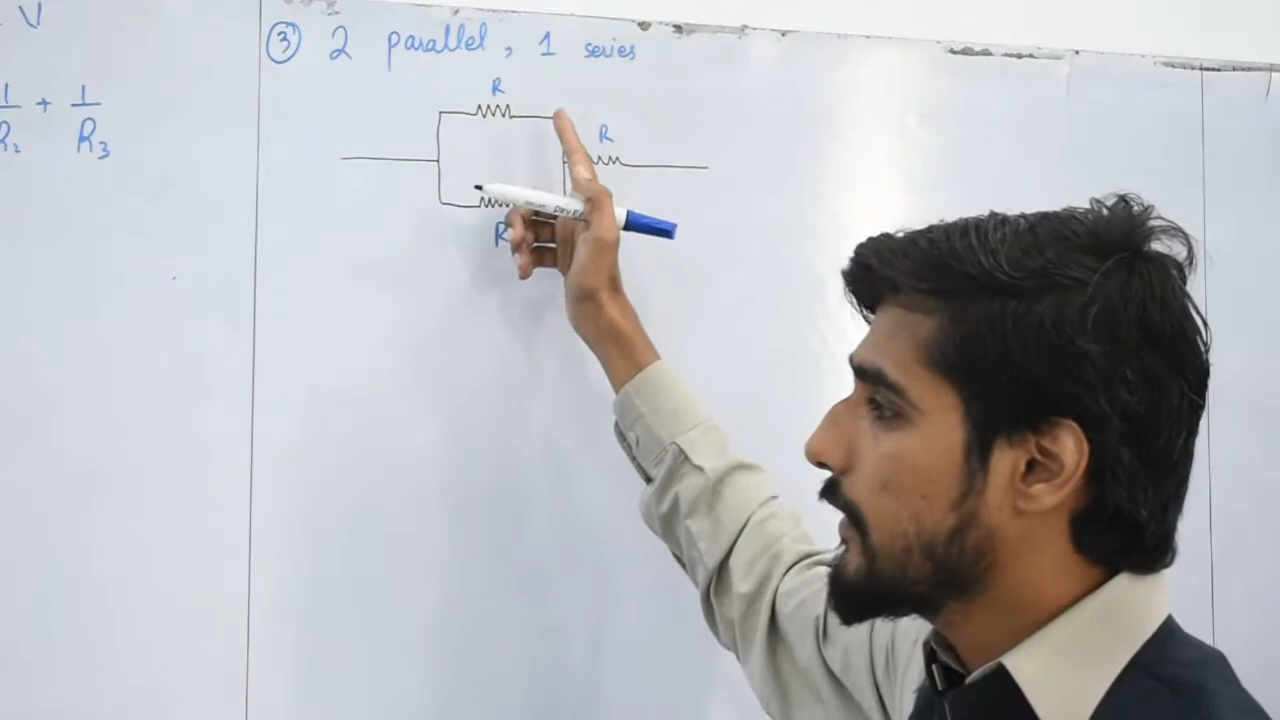 V
1/R₂ + 1/R₃
③ 2 parallel, 1 series
R
R
R